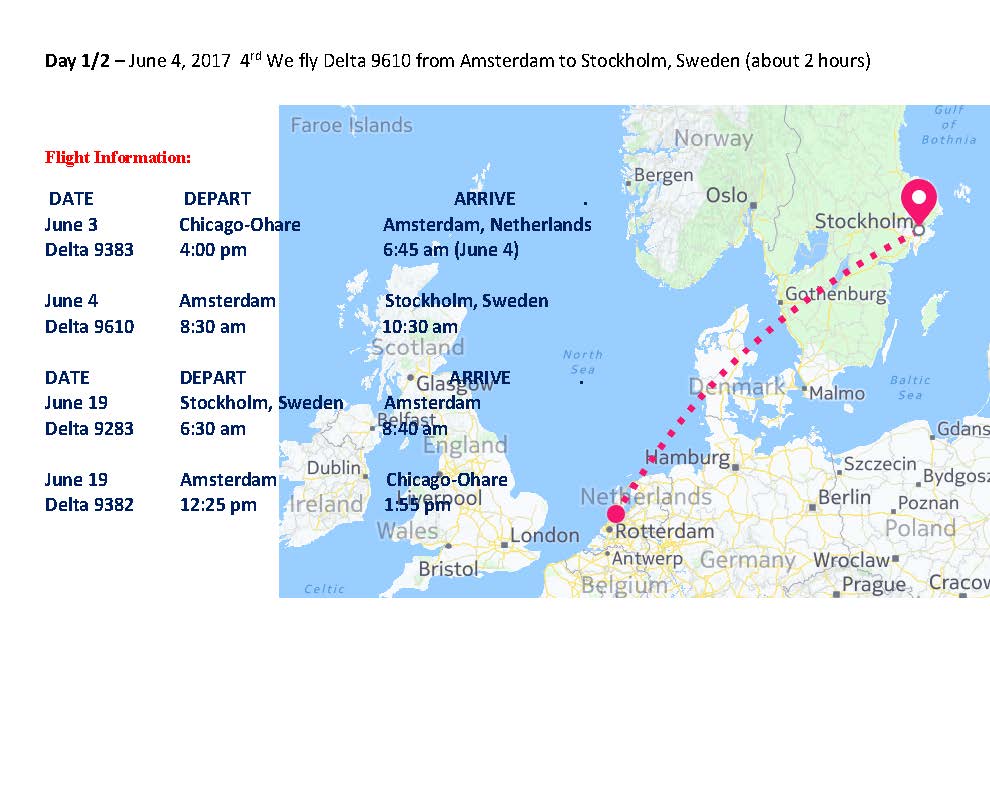 Day 1/2 – June 4, 2017 4rd We fly Delta 9610 from Amsterdam to Stockholm, Sweden (about 2 hours)
Flight Information:
DATE DEPART ARRIVE .
June 3 Chicago-Ohare Amsterdam, Netherlands
Delta 9383 4:00 pm 6:45 am (June 4)
June 4 Amsterdam Stockholm, Sweden
Delta 9610 8:30 am 10:30 am
DATE DEPART ARRIVE .
June 19 Stockholm, Sweden Amsterdam
Delta 9283 6:30 am 8:40 am
June 19 Amsterdam Chicago-Ohare
Delta 9382 12:25 pm 1:55 pm
Faroe Islands
Gulf
of
Bothnia
Norway
Bergen
Oslo
Stockholm
Gothenburg
Scotland
North
Sea
Glasgow
Denmark
Malmo
Baltic
Sea
Belfast
England
Gdans
Hamburg
Dublin
Szczecin
Bydgosz
Ireland
Liverpool
Netherlands
Berlin
Poznan
Wales
London
Rotterdam
Poland
Bristol
Antwerp
Germany
Wroclaw
Celtic
Belgium
Prague
Cracow